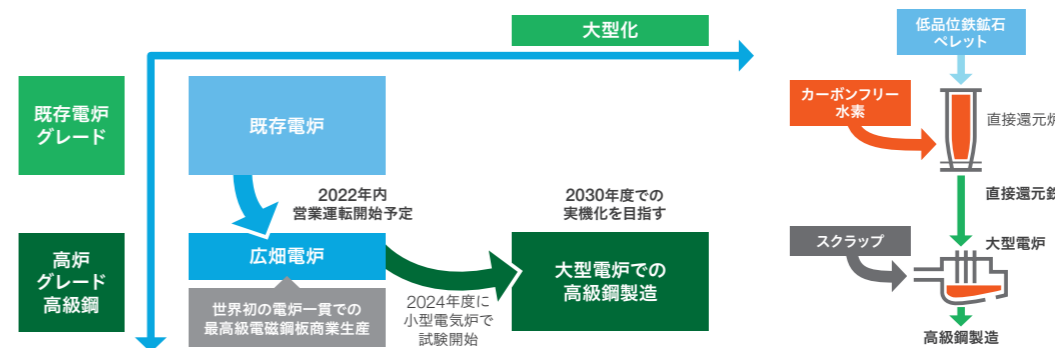 大型化
既存電炉
グレード
既存電炉
2022年内
営業運転開始予定
2030年度での
実機化を目指す
高炉
グレード
高級鋼
広畑電炉
世界初の電炉一貫での
最高級電磁鋼板商業生産
2024年度に
小型電気炉で
試験開始
大型電炉での
高級鋼製造
低品位鉄鉱石
ペレット
カーボンフリー
水素
直接還元炉
直接還元鉄
スクラップ
大型電炉
高級鋼製造